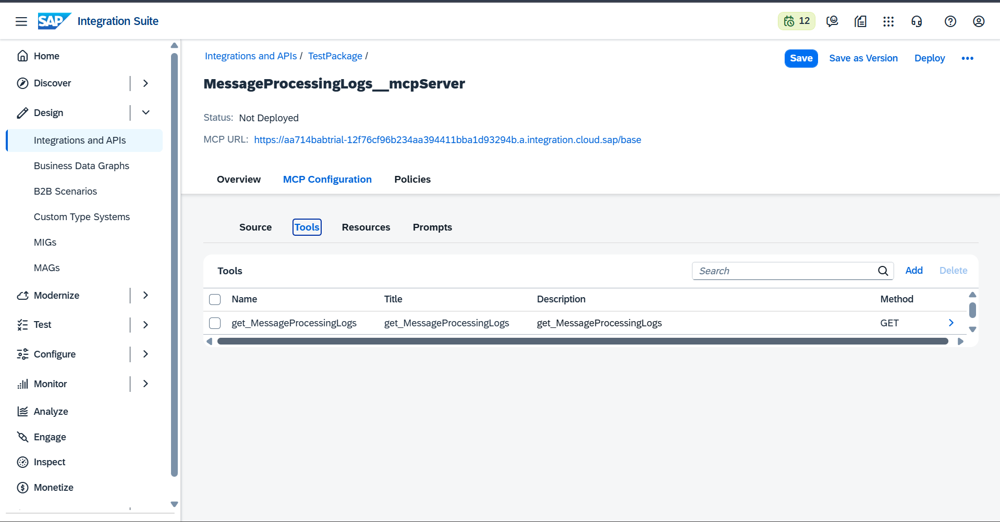 SAP Integration Suite
12
Home
Discover
Design
Integrations and APIs
Business Data Graphs
B2B Scenarios
Custom Type Systems
MIGs
MAGs
Modernize
Test
Configure
Monitor
Analyze
Engage
Inspect
Monetize
Integrations and APIs / TestPackage /
Save Save as Version Deploy
MessageProcessingLogs__mcpServer
Status: Not Deployed
MCP URL: https://aa714babtrial-12f76cf96b234aa394411bba1d93294b.a.integration.cloud.sap/base
Overview MCP Configuration Policies
Source Tools Resources Prompts
Tools Search Add Delete
Name Title Description Method
get_MessageProcessingLogs get_MessageProcessingLogs get_MessageProcessingLogs GET